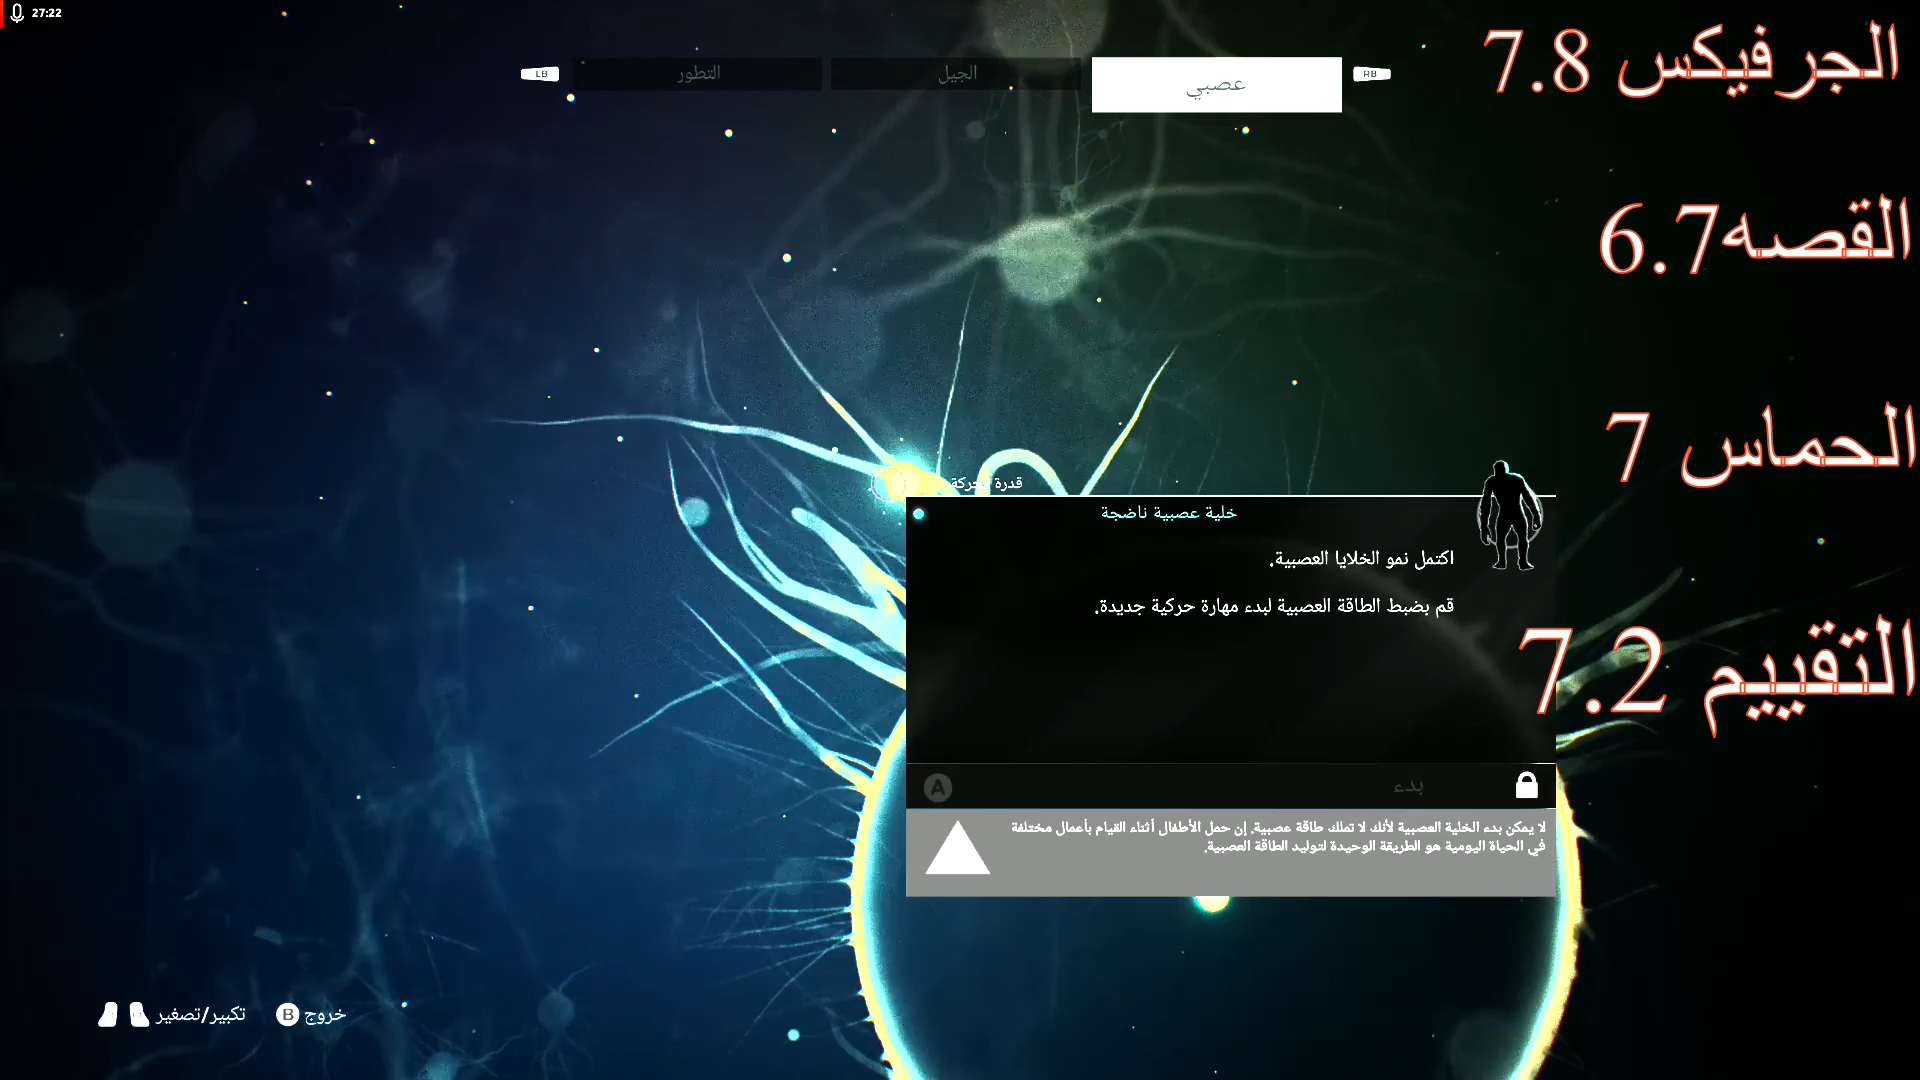 27:22
الجرفيكس 7.8
LB
التطور
الجيل
عصبي
RB
القصه6.7
الحماس 7
قدرة حركة
خلية عصبية ناضجة
اكتمل نمو الخلايا العصبية.
قم بضبط الطاقة العصبية لبدء مهارة حركية جديدة.
التقييم 7.2
A
بدء
لا يمكن بدء الخلية العصبية لأنك لا تملك طاقة عصبية. إن حمل الأطفال أثناء القيام بأعمال مختلفة
في الحياة اليومية هو الطريقة الوحيدة لتوليد الطاقة العصبية.
تكبير/تصغير
B خروج